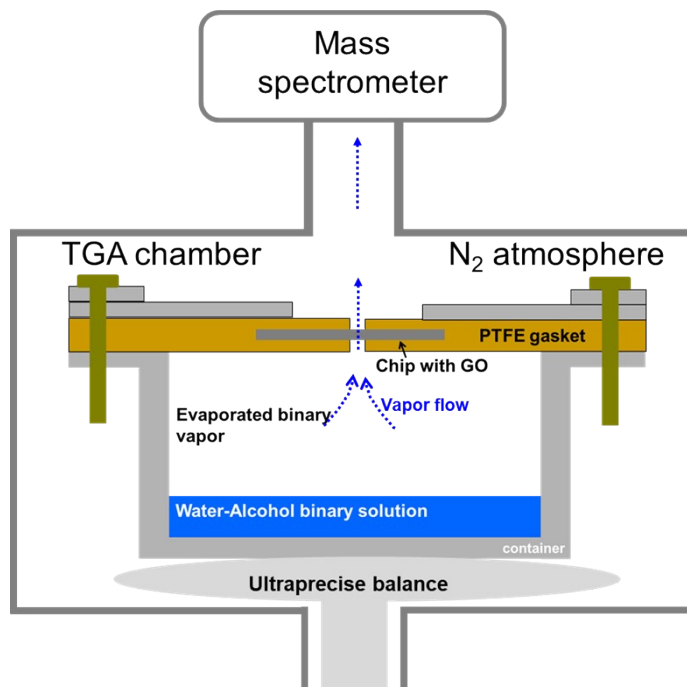 Mass
spectrometer
TGA chamber
N₂ atmosphere
PTFE gasket
Chip with GO
Evaporated binary
vapor
Vapor flow
Water-Alcohol binary solution
container
Ultraprecise balance